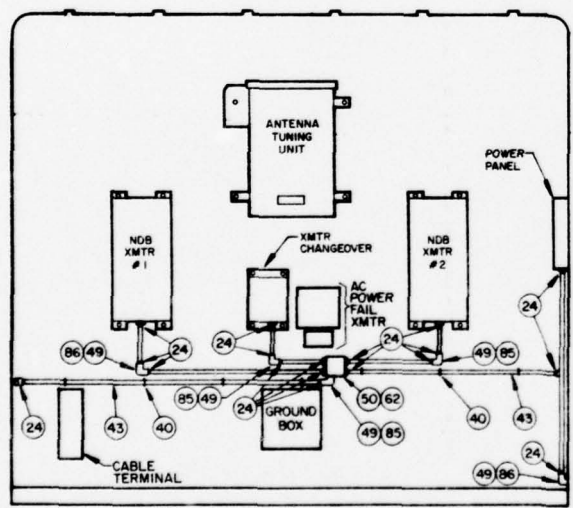 ANTENNA
TUNING
UNIT
POWER
PANEL
NDB
XMTR
#1
XMTR
CHANGEOVER
NDB
XMTR
#2
AC
POWER
FAIL
XMTR
24
86 49
24
24
24
49 85
85 49
24
50 62
24
43
40
GROUND
BOX
49 85
40
43
CABLE
TERMINAL
24
49 86